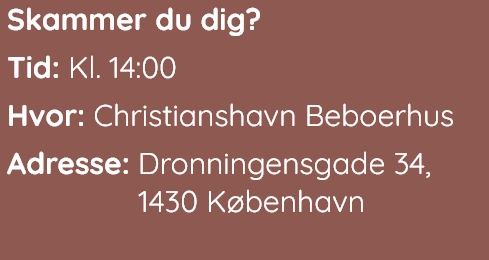 Skammer du dig?
Tid: Kl. 14:00
Hvor: Christianshavn Beboerhus
Adresse: Dronningensgade 34,
1430 København